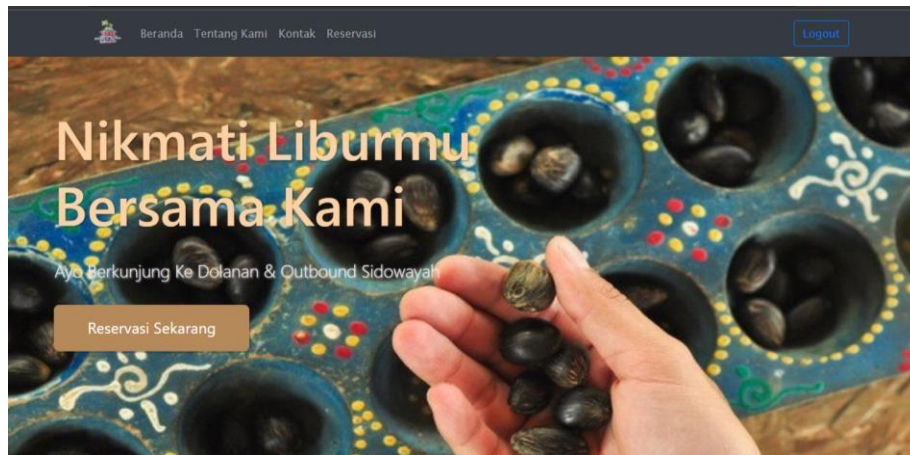 Beranda Tentang Kami Kontak Reservasi Logout
Nikmati Liburmu
Bersama Kami
Ayo Berkunjung Ke Dolanan & Outbound Sidowayah
Reservasi Sekarang